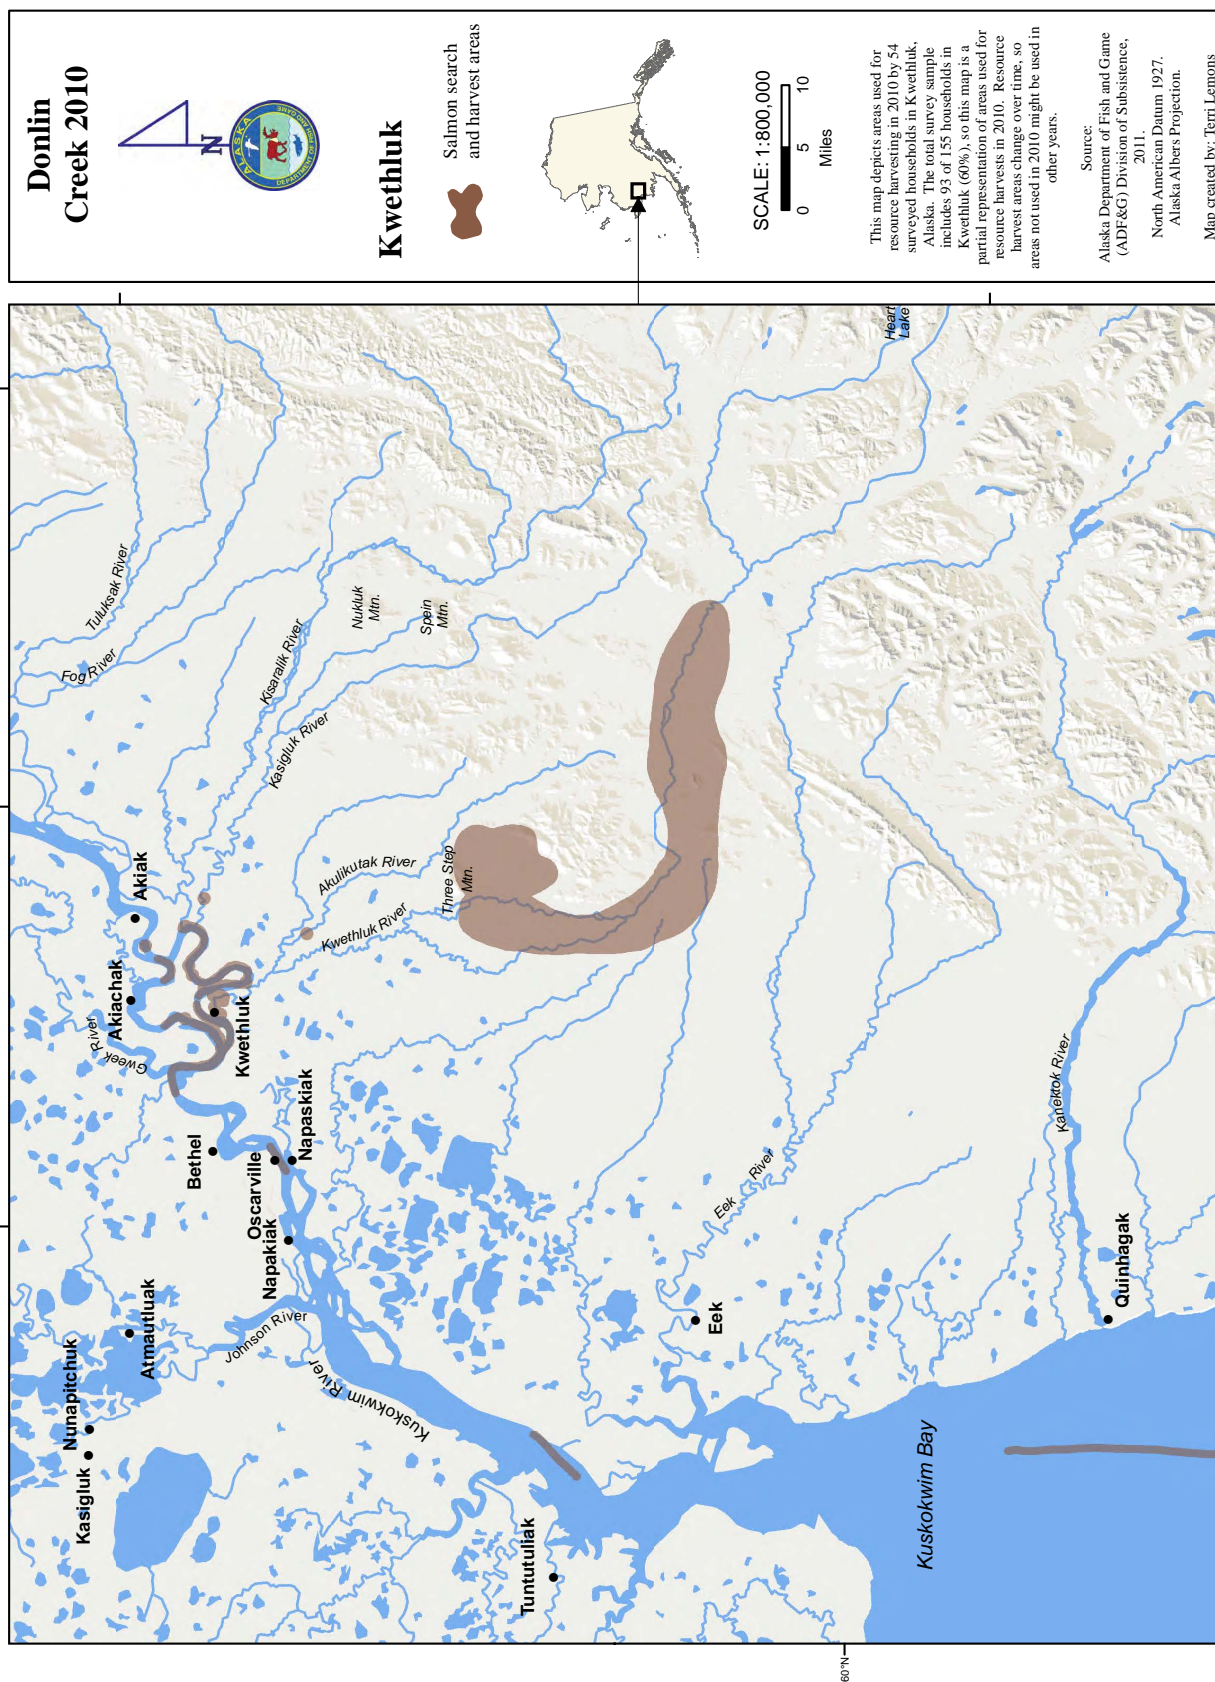 Donlin
Creek 2010
N
ALASKA
DEPARTMENT OF FISH AND GAME
Kwethluk
Salmon search
and harvest areas
SCALE: 1:800,000
0 5 10
Miles
This map depicts areas used for
resource harvesting in 2010 by 54
surveyed households in Kwethluk,
Alaska. The total survey sample
includes 93 of 155 households in
Kwethluk (60%), so this map is a
partial representation of areas used for
resource harvests in 2010. Resource
harvest areas change over time, so
areas not used in 2010 might be used in
other years.
Source:
Alaska Department of Fish and Game
(ADF&G) Division of Subsistence,
2011.
North American Datum 1927.
Alaska Albers Projection.
Map created by: Terri Lemons
Heart
Lake
Tuluksak River
Fog River
Kisaralik River
Kasigluk River
Nukluk
Mtn.
Spein
Mtn.
Akiak
Akulikutak River
Three Step
Mtn.
Kwethluk River
Akiachak
Gweek River
Kwethluk
Bethel
Oscarville
Napaskiak
Napakiak
Johnson River
Kuskokwim River
Atmautluak
Nunapitchuk
Kasigluk
Tuntutuliak
Eek River
Eek
Kanektok River
Quinhagak
Kuskokwim Bay
60°N